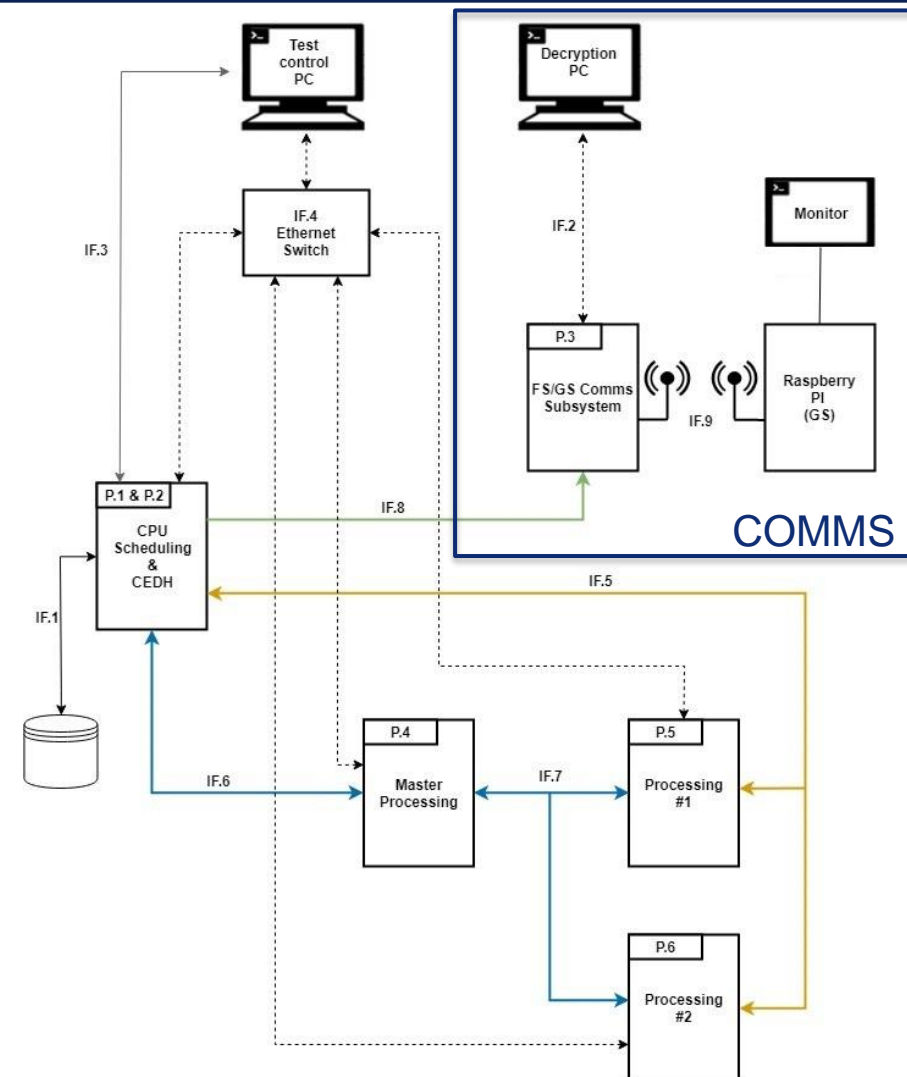 >_
Test
control
PC
>_
Decryption
PC
>_
Monitor
IF.4
Ethernet
Switch
IF.3
IF.2
P.3
FS/GS Comms
Subsystem
Raspberry
PI
(GS)
IF.9
P.1 & P.2
CPU
Scheduling
&
CEDH
IF.8
COMMS
IF.5
IF.1
P.4
Master
Processing
P.5
Processing
#1
IF.6
IF.7
P.6
Processing
#2